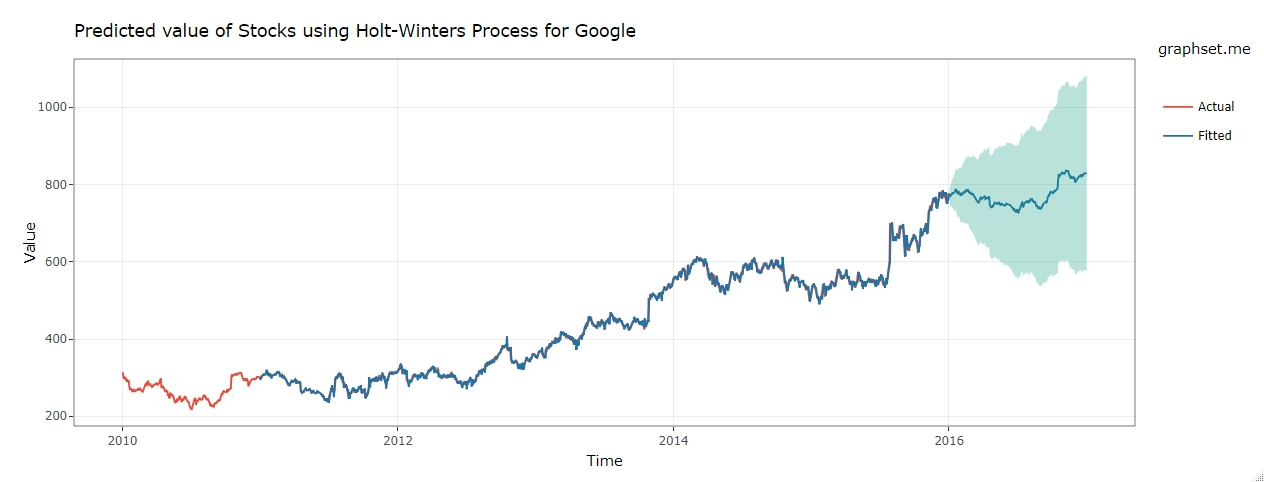 Predicted value of Stocks using Holt-Winters Process for Google
graphset.me
Actual
Fitted
1000
800
600
400
200
Value
2010
2012
2014
2016
Time